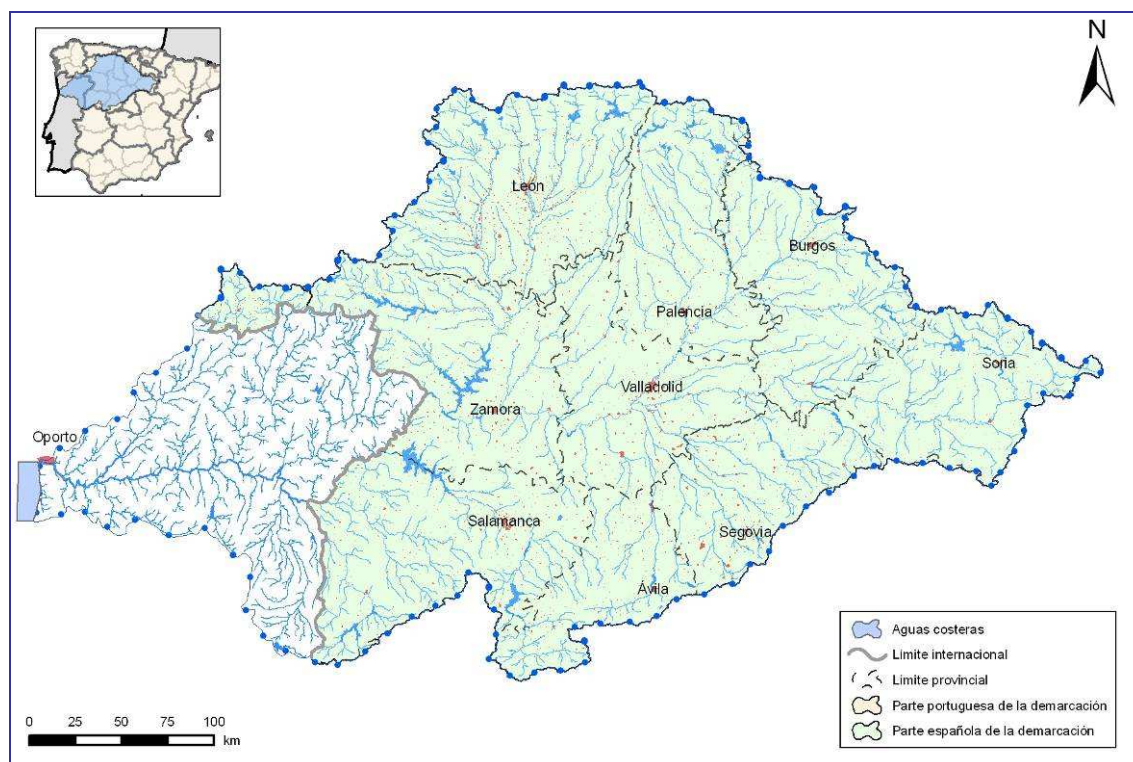 N
León
Burgos
Palencia
Soria
Valladolid
Zamora
Oporto
Salamanca
Segovia
Ávila
Aguas costeras
Límite internacional
Límite provincial
Parte portuguesa de la demarcación
Parte española de la demarcación
0 25 50 75 100
km